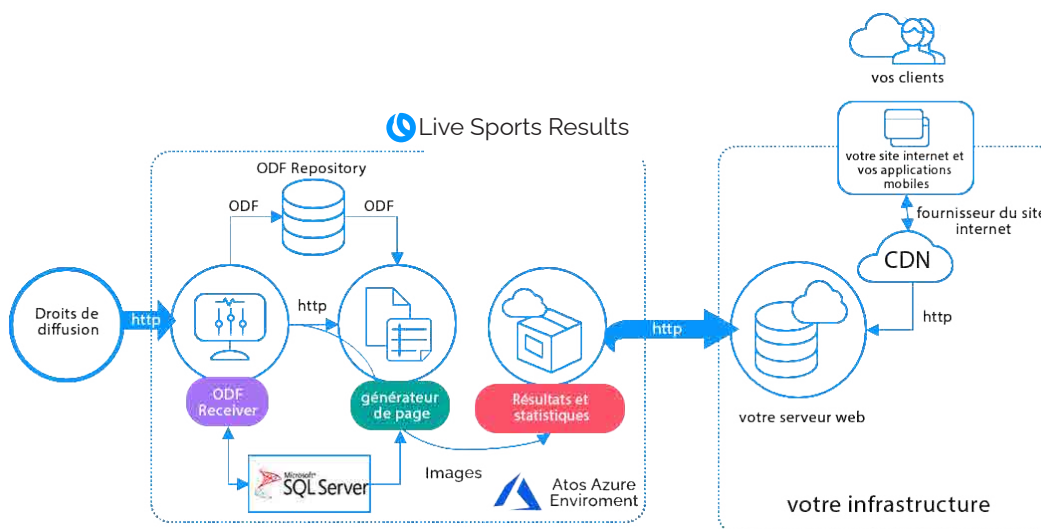 vos clients
Live Sports Results
votre site internet et
vos applications
mobiles
ODF Repository
ODF
ODF
fournisseur du site
internet
CDN
Droits de
diffusion
http
http
http
http
ODF
Receiver
générateur
de page
Résultats et
statistiques
votre serveur web
Images
Microsoft
SQL Server
Atos Azure
Enviroment
votre infrastructure